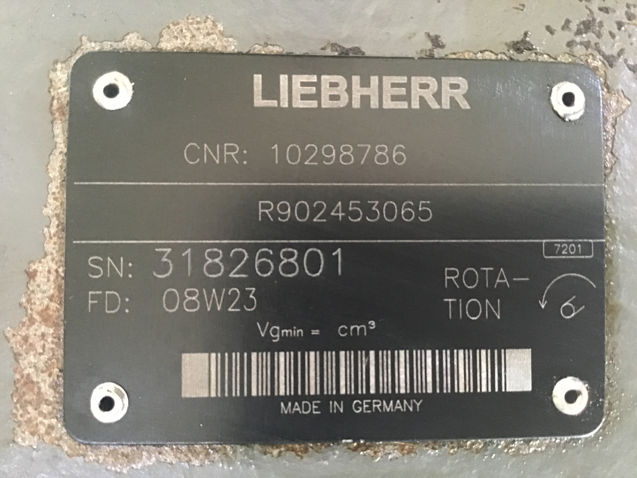 LIEBHERR
CNR: 10298786
R902453065
7201
SN: 31826801
FD: 08W23
ROTA-
TION
Vgmin = cm³
MADE IN GERMANY